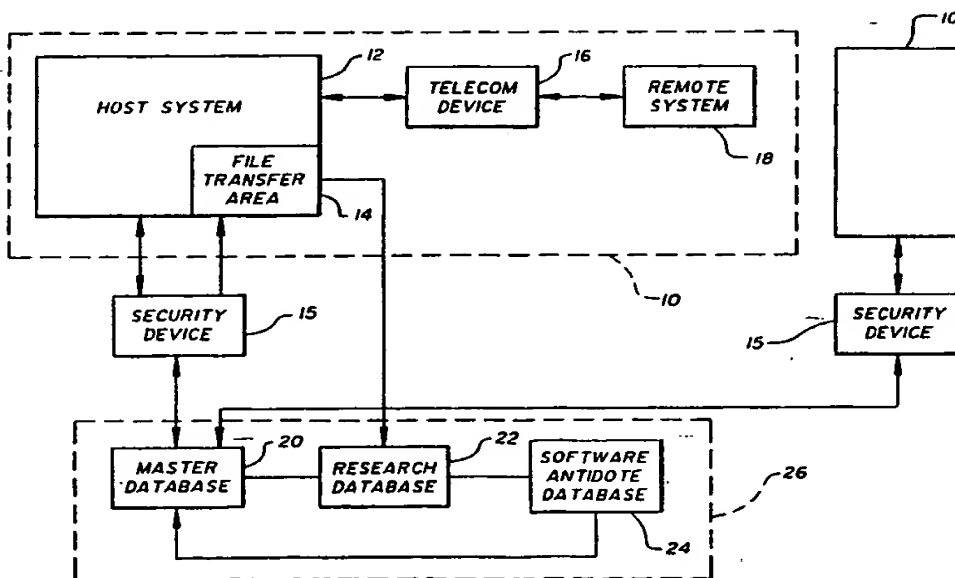 10
12
16
HOST SYSTEM
TELECOM
DEVICE
REMOTE
SYSTEM
18
FILE
TRANSFER
AREA
14
10
SECURITY
DEVICE
15
SECURITY
DEVICE
15
20
MASTER
DATABASE
22
RESEARCH
DATABASE
SOFTWARE
ANTIDOTE
DATABASE
24
26